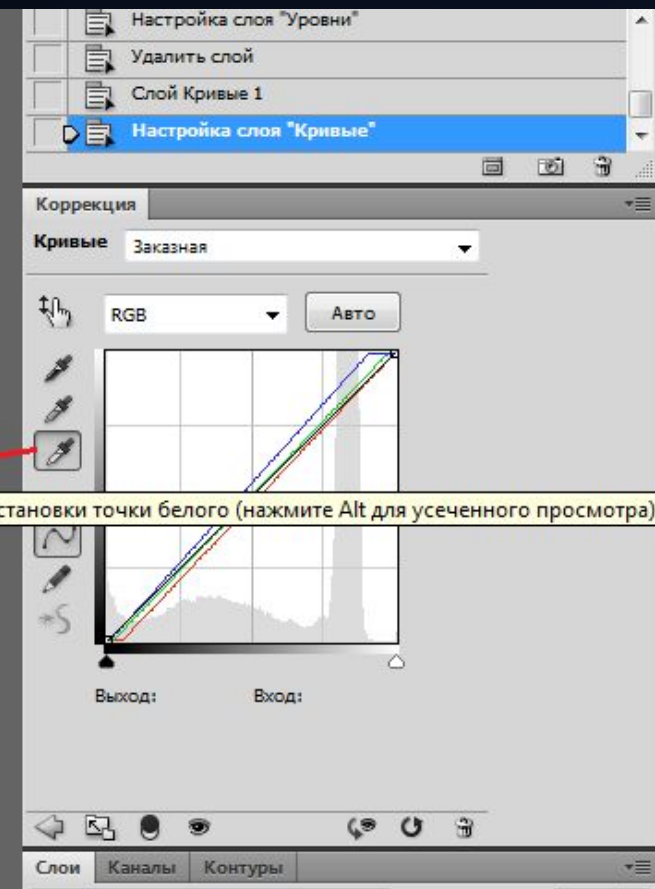 Настройка слоя "Уровни"
Удалить слой
Слой Кривые 1
Настройка слоя "Кривые"
Коррекция
Кривые Заказная
RGB Авто
становки точки белого (нажмите Alt для усеченного просмотра)
Выход: Вход:
Слои Каналы Контуры